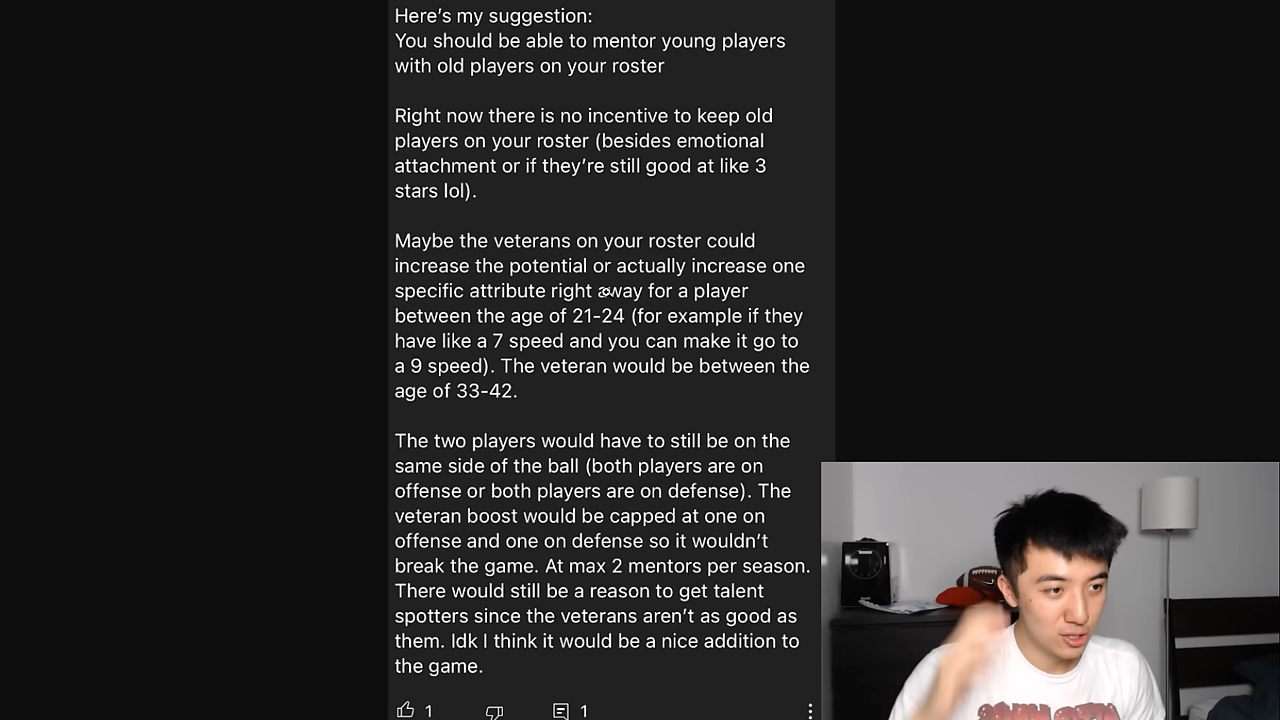 Here's my suggestion:
You should be able to mentor young players
with old players on your roster
Right now there is no incentive to keep old
players on your roster (besides emotional
attachment or if they're still good at like 3
stars lol).
Maybe the veterans on your roster could
increase the potential or actually increase one
specific attribute right away for a player
between the age of 21-24 (for example if they
have like a 7 speed and you can make it go to
a 9 speed). The veteran would be between the
age of 33-42.
The two players would have to still be on the
same side of the ball (both players are on
offense or both players are on defense). The
veteran boost would be capped at one on
offense and one on defense so it wouldn't
break the game. At max 2 mentors per season.
There would still be a reason to get talent
spotters since the veterans aren't as good as
them. Idk I think it would be a nice addition to
the game.
1
1